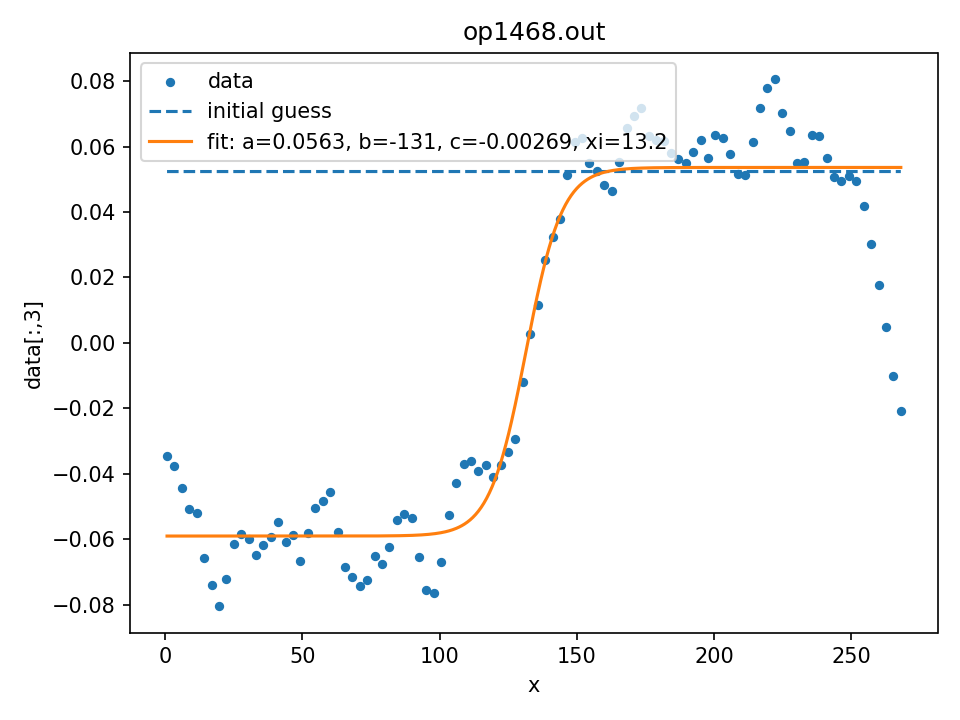 op1468.out
data
initial guess
fit: a=0.0563, b=-131, c=-0.00269, xi=13.2
0.08
0.06
0.04
0.02
0.00
−0.02
−0.04
−0.06
−0.08
data[:,3]
0 50 100 150 200 250
x